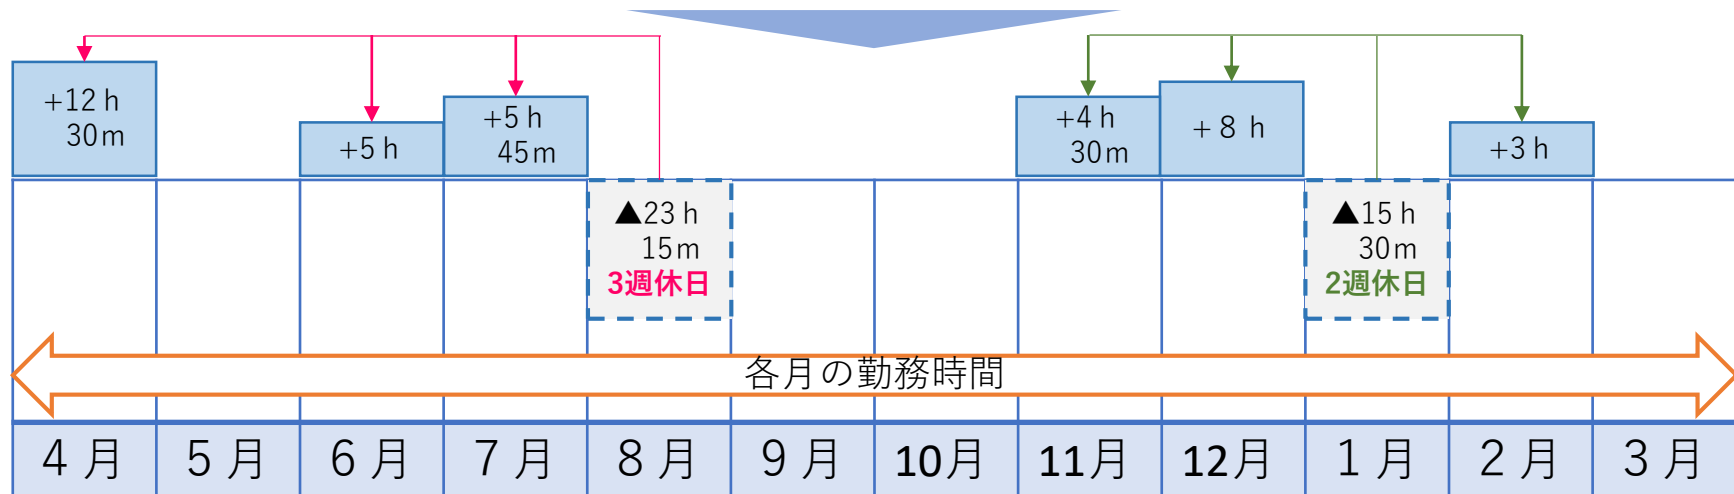 +12 h
30m
+5 h
+5 h
45m
+4 h
30m
+8 h
+3 h
▲23 h
15m
3週休日
▲15 h
30m
2週休日
各月の勤務時間
4月
5月
6月
7月
8月
9月
10月
11月
12月
1月
2月
3月